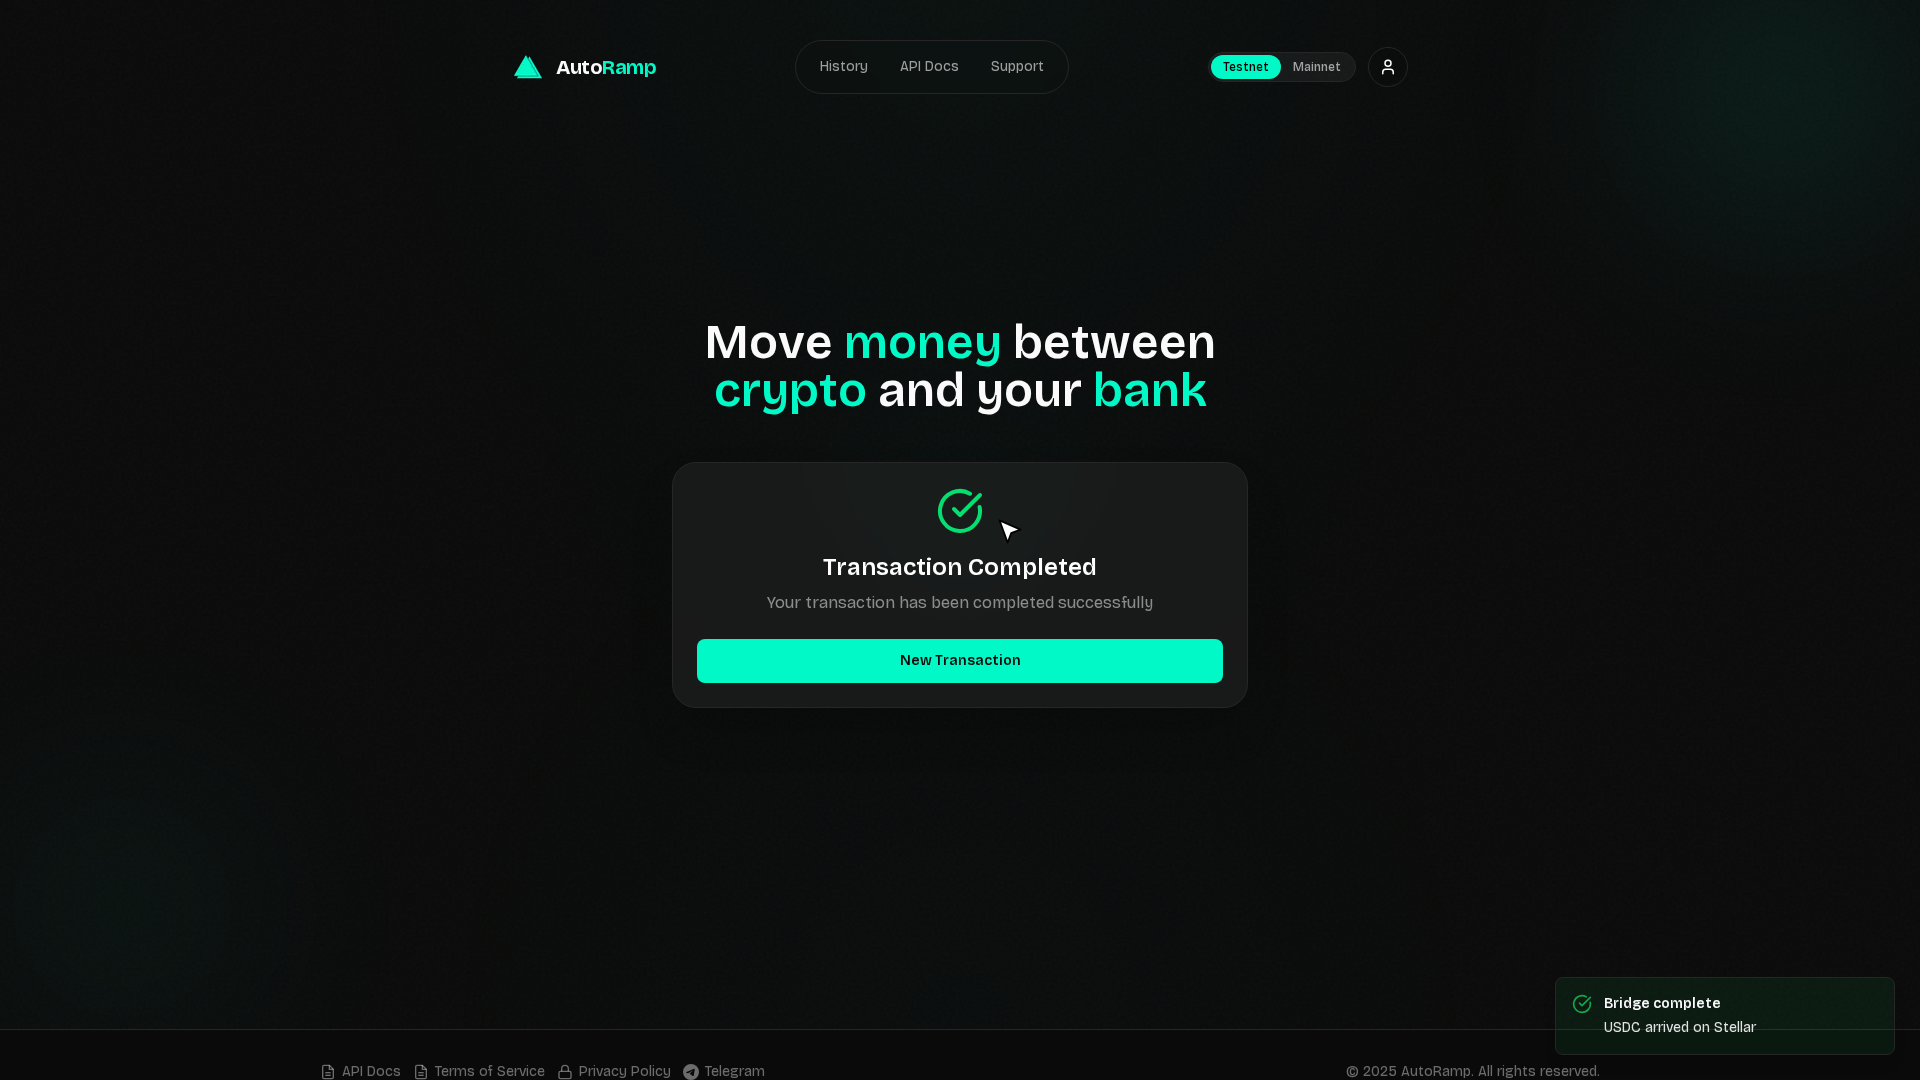 AutoRamp
History API Docs Support
Testnet Mainnet
Move money between
crypto and your bank
Transaction Completed
Your transaction has been completed successfully
New Transaction
Bridge complete
USDC arrived on Stellar
API Docs Terms of Service Privacy Policy Telegram
© 2025 AutoRamp. All rights reserved.